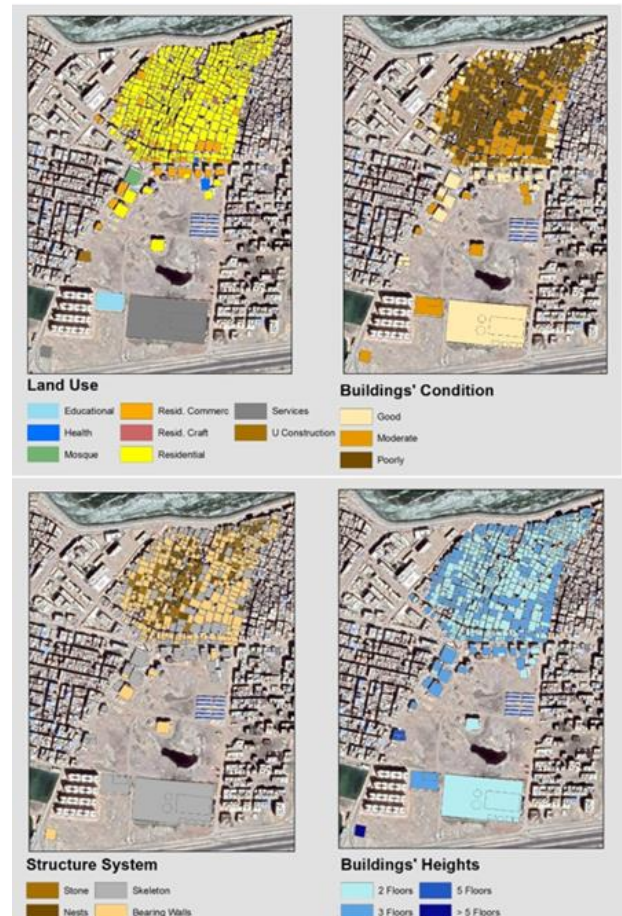 Land Use
Educational
Resid. Commerc
Services
Health
Resid. Craft
U Construction
Mosque
Residential
Buildings' Condition
Good
Moderate
Poorly
Structure System
Stone
Skeleton
Nests
Bearing Walls
Buildings' Heights
2 Floors
5 Floors
3 Floors
> 5 Floors